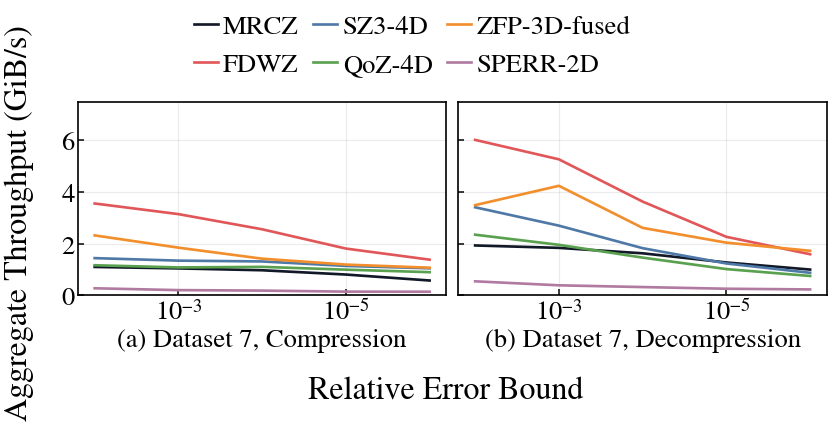 MRCZ SZ3-4D ZFP-3D-fused
FDWZ QoZ-4D SPERR-2D
Aggregate Throughput (GiB/s)
6
4
2
0
10⁻³ 10⁻⁵ 10⁻³ 10⁻⁵
(a) Dataset 7, Compression (b) Dataset 7, Decompression
Relative Error Bound